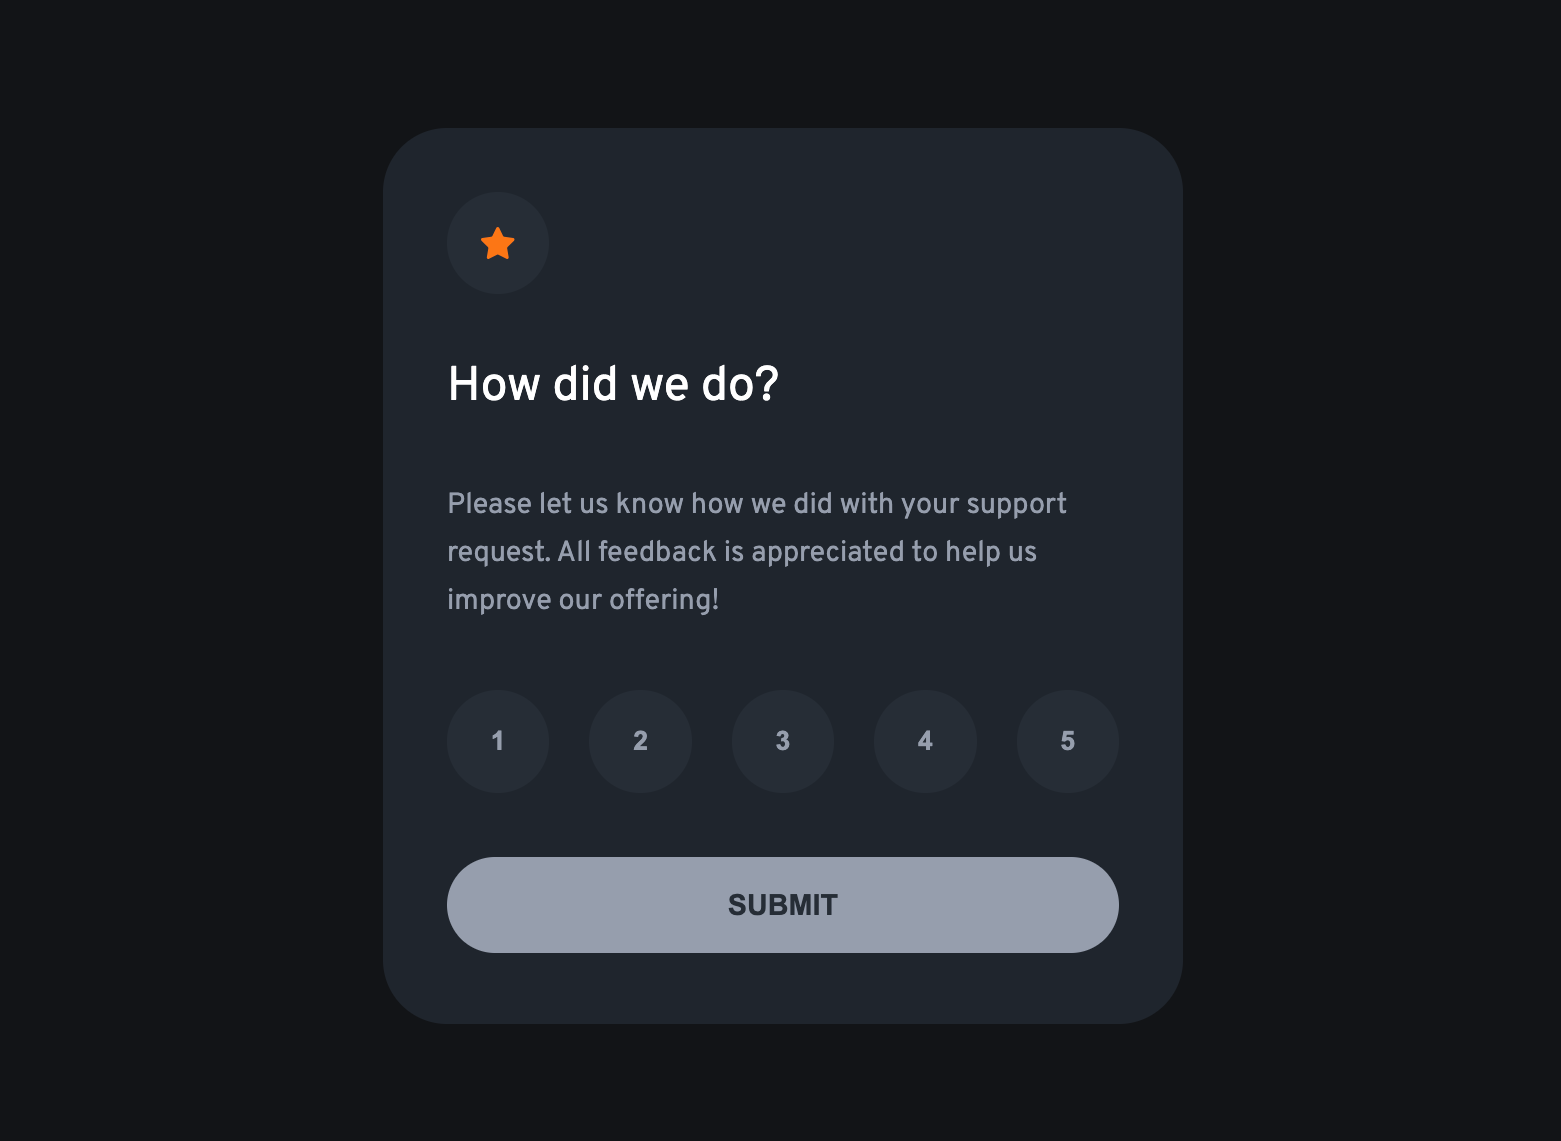 How did we do?
Please let us know how we did with your support
request. All feedback is appreciated to help us
improve our offering!
1 2 3 4 5
SUBMIT